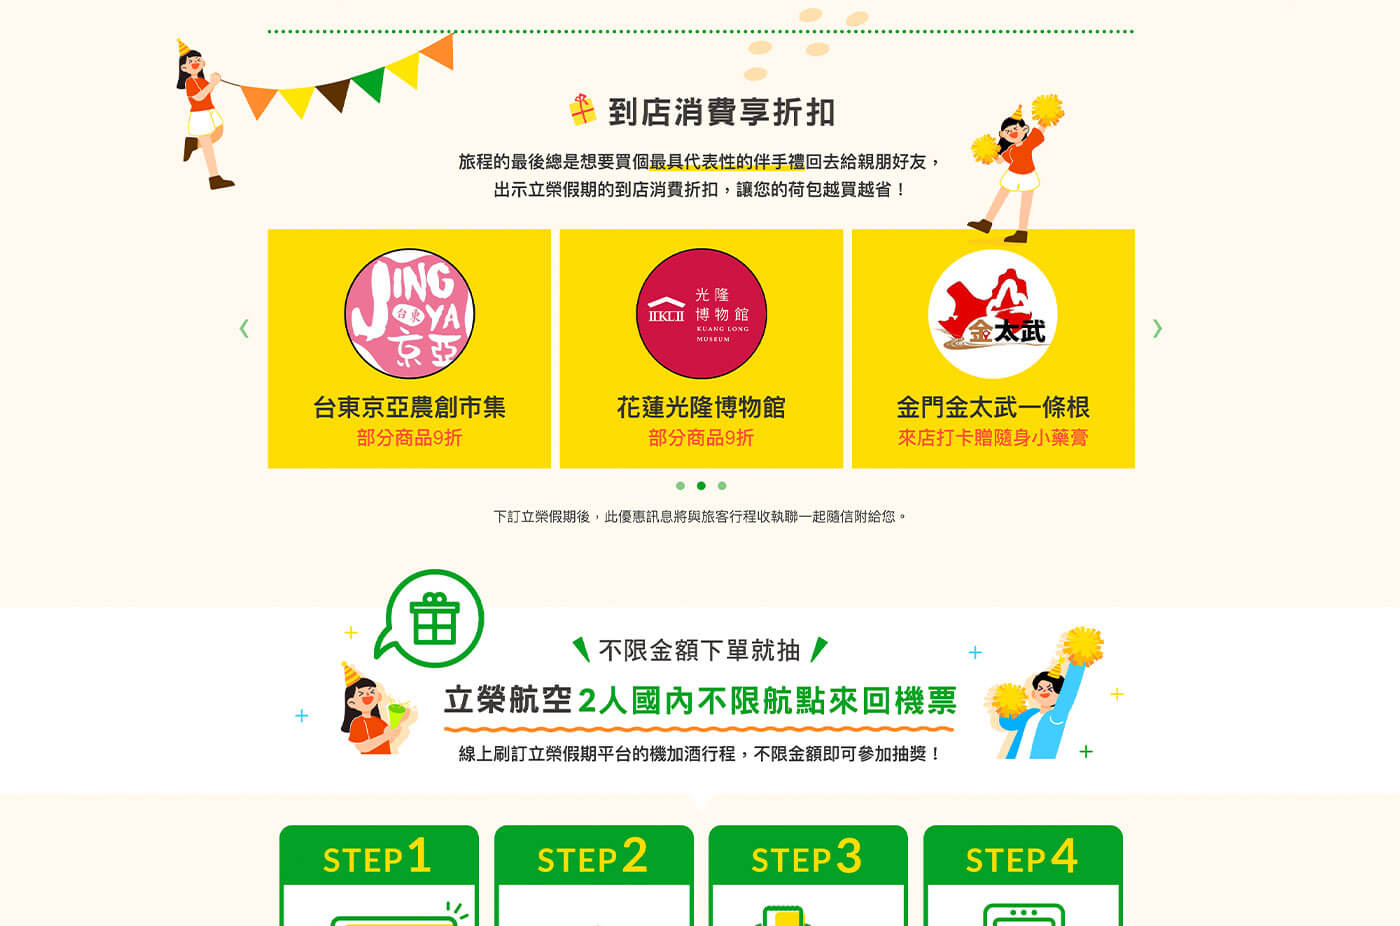 到店消費享折扣
旅程的最後總是想要買個最具代表性的伴手禮回去給親朋好友，
出示立榮假期的到店消費折扣，讓您的荷包越買越省！
JING YA
台東
京亞
台東京亞農創市集
部分商品9折
光隆
博物館
KUANG LONG
MUSEUM
花蓮光隆博物館
部分商品9折
金太武
金門金太武一條根
來店打卡贈隨身小藥膏
下訂立榮假期後，此優惠訊息將與旅客行程收執聯一起隨信附給您。
不限金額下單就抽
立榮航空2人國內不限航點來回機票
線上刷訂立榮假期平台的機加酒行程，不限金額即可參加抽獎！
STEP1
STEP2
STEP3
STEP4